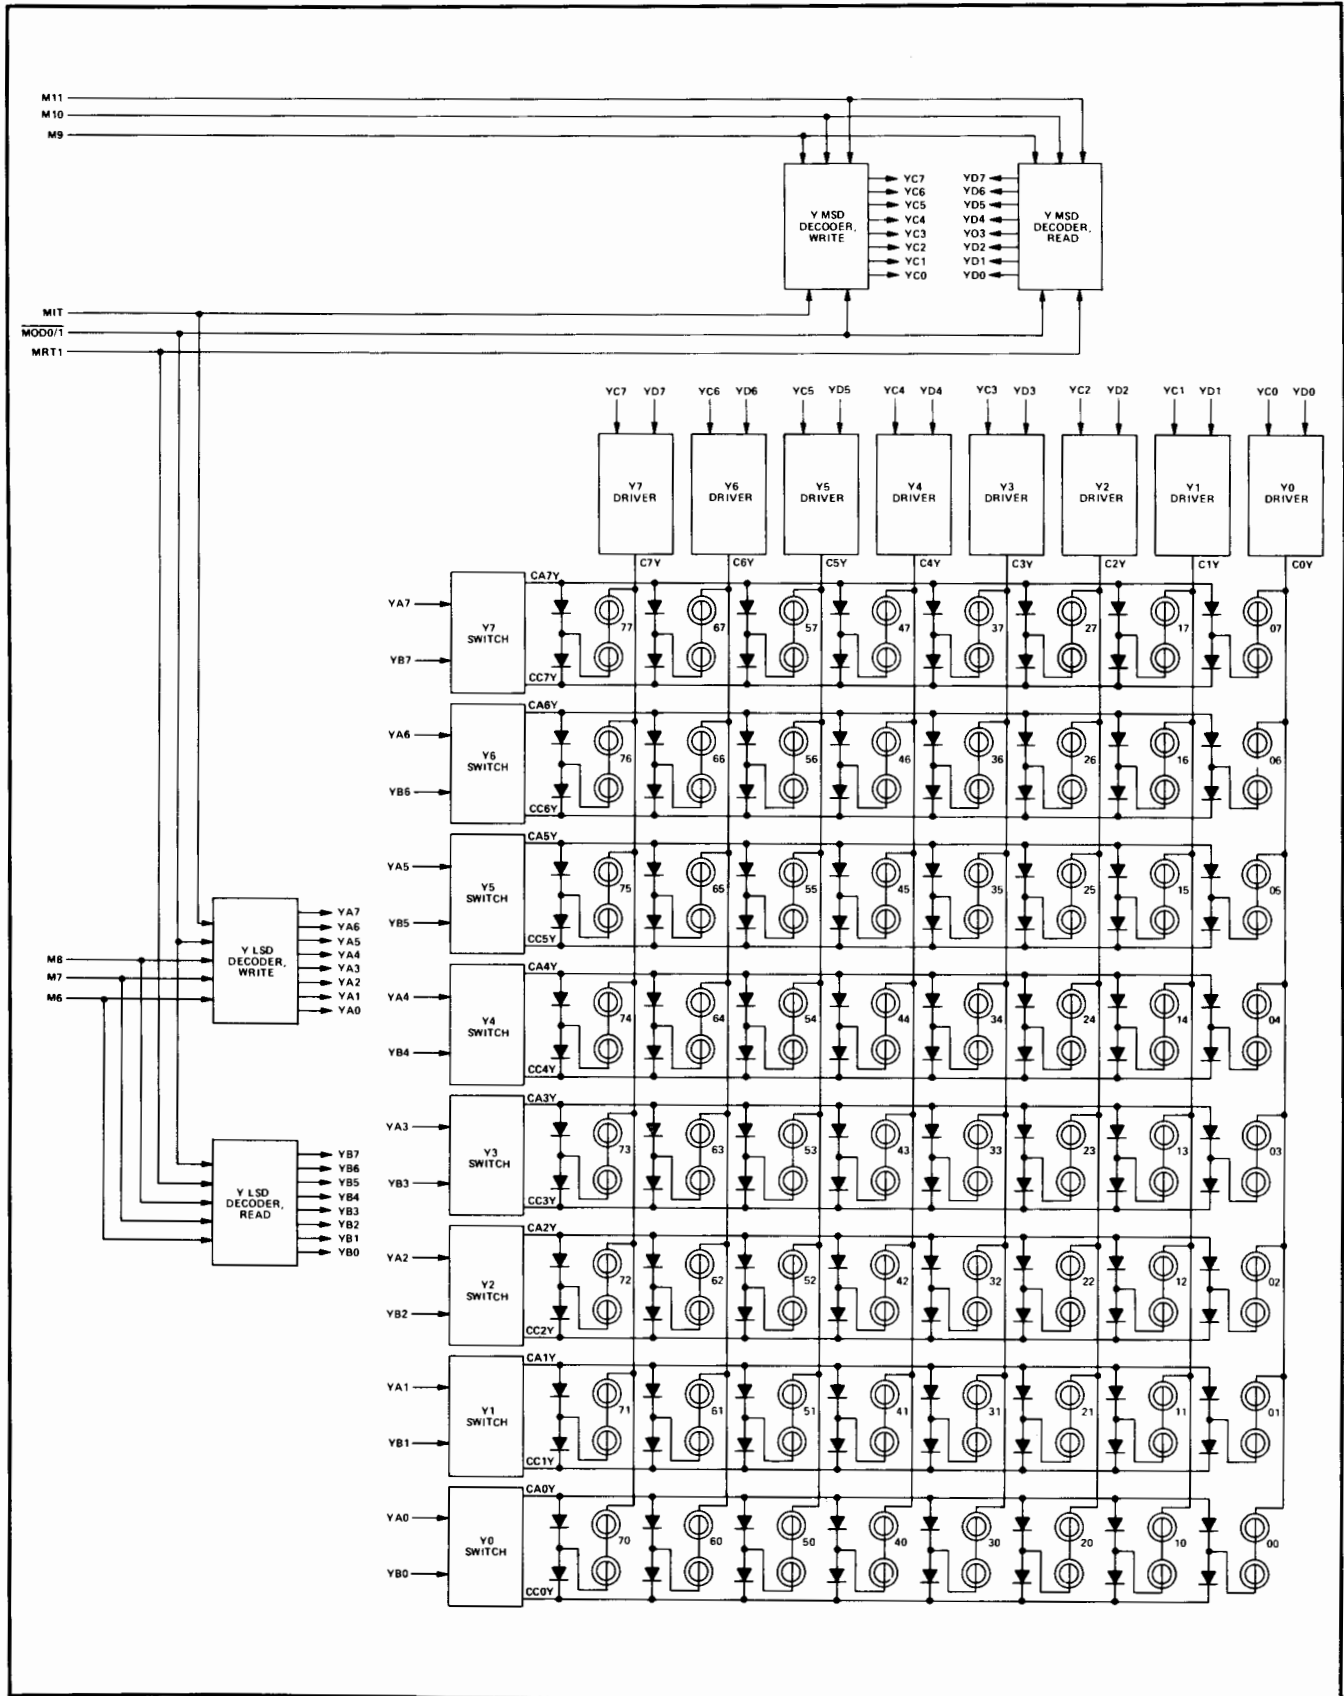 M11
M10
M9
Y MSD
DECODER,
WRITE
YC7
YC6
YC5
YC4
YC3
YC2
YC1
YC0
YD7
YD6
YD5
YD4
YO3
YD2
YD1
YD0
Y MSD
DECODER,
READ
MIT
MOD0/1
MRT1
YC7 YD7 YC6 YD6 YC5 YD5 YC4 YD4 YC3 YD3 YC2 YD2 YC1 YD1 YC0 YD0
Y7
DRIVER
Y6
DRIVER
Y5
DRIVER
Y4
DRIVER
Y3
DRIVER
Y2
DRIVER
Y1
DRIVER
Y0
DRIVER
C7Y C6Y C5Y C4Y C3Y C2Y C1Y C0Y
CA7Y
YA7
Y7
SWITCH
YB7
CC7Y
77 67 57 47 37 27 17 07
CA6Y
YA6
Y6
SWITCH
YB6
CC6Y
76 66 56 46 36 26 16 06
CA5Y
YA5
Y5
SWITCH
YB5
CC5Y
75 65 55 45 35 25 15 05
M8
M7
M6
Y LSD
DECODER,
WRITE
YA7
YA6
YA5
YA4
YA3
YA2
YA1
YA0
CA4Y
YA4
Y4
SWITCH
YB4
CC4Y
74 64 54 44 34 24 14 04
CA3Y
YA3
Y3
SWITCH
YB3
CC3Y
73 63 53 43 33 23 13 03
Y LSD
DECODER,
READ
YB7
YB6
YB5
YB4
YB3
YB2
YB1
YB0
CA2Y
YA2
Y2
SWITCH
YB2
CC2Y
72 62 52 42 32 22 12 02
CA1Y
YA1
Y1
SWITCH
YB1
CC1Y
71 61 51 41 31 21 11 01
CA0Y
YA0
Y0
SWITCH
YB0
CC0Y
70 60 50 40 30 20 10 00